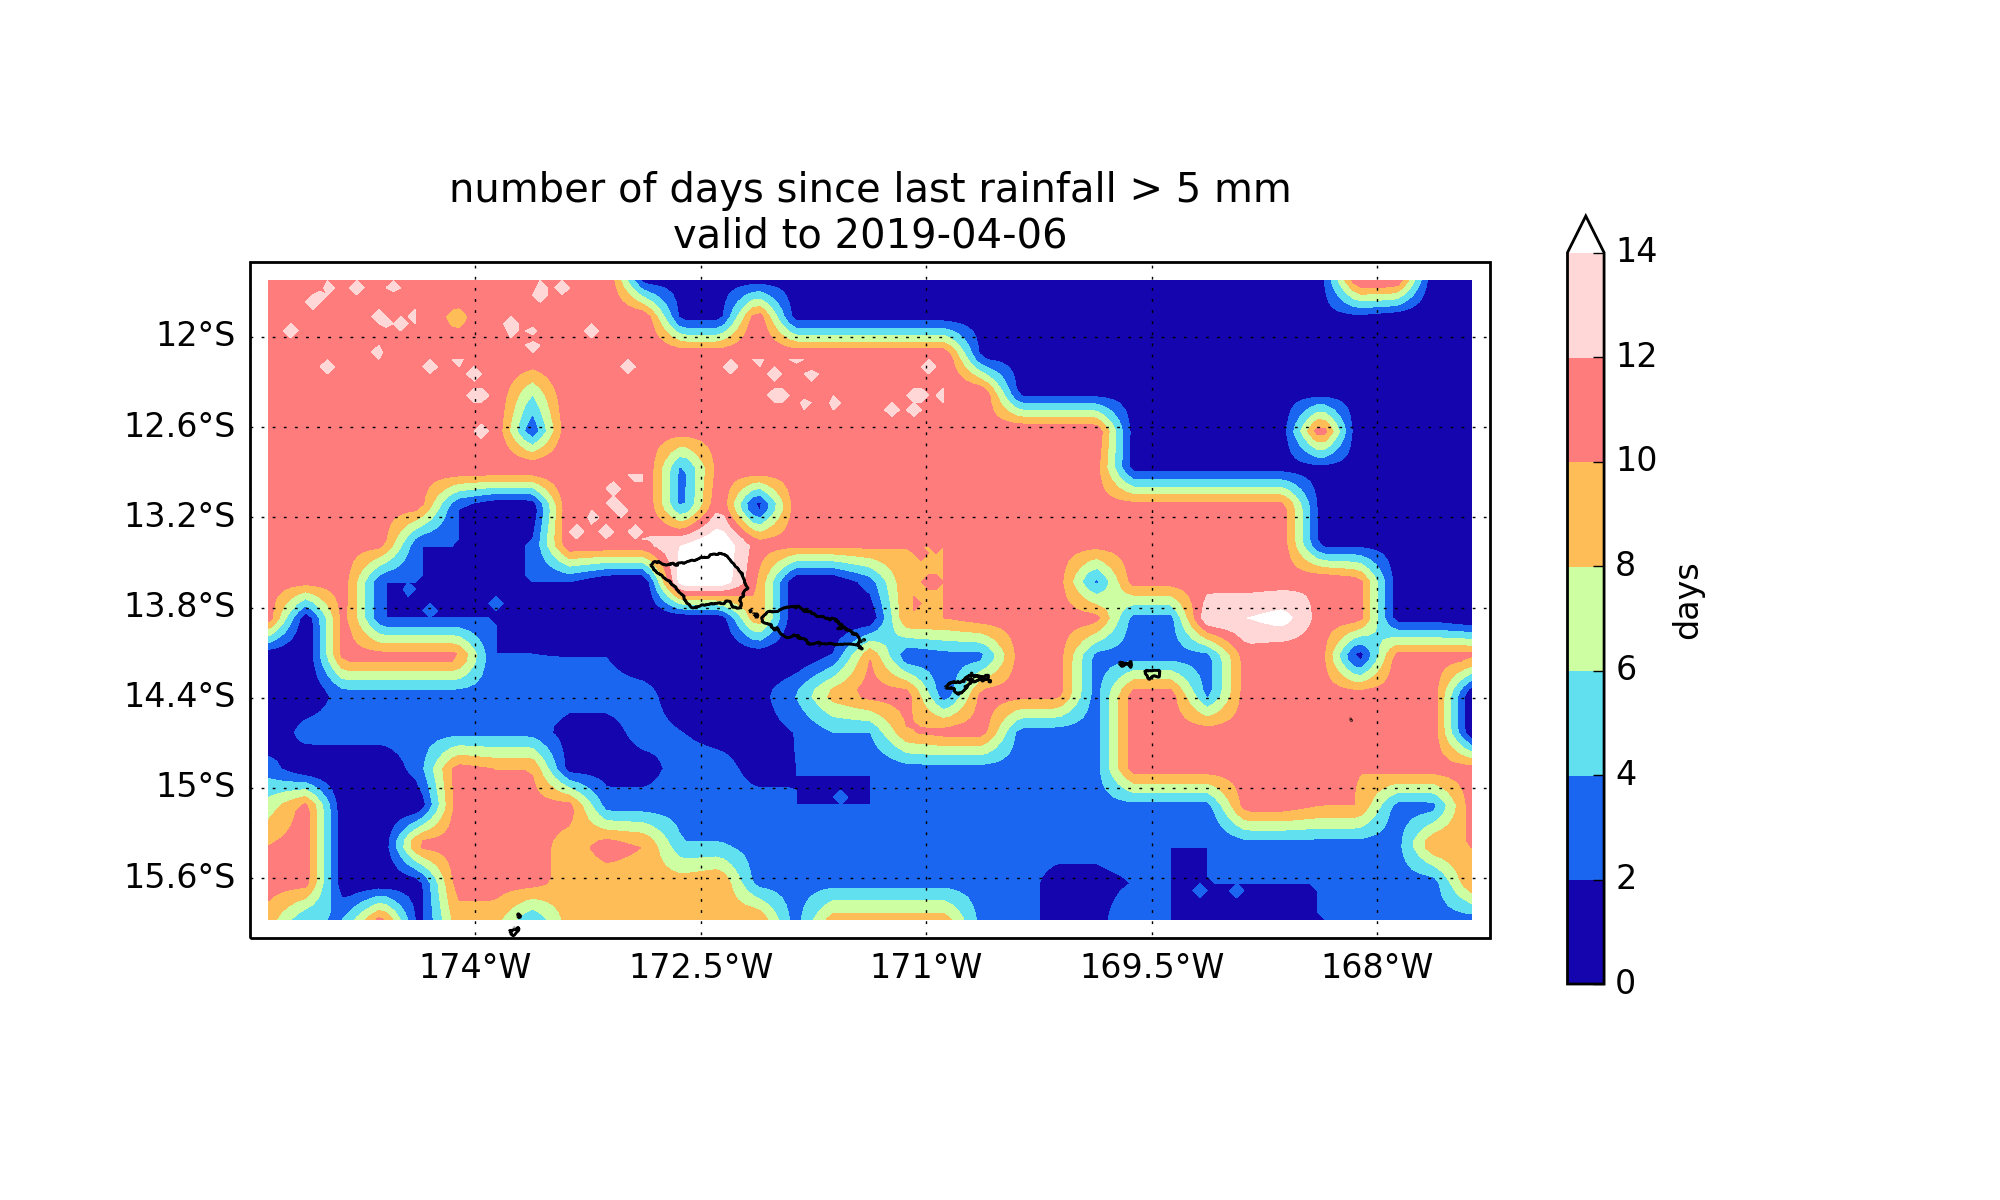 number of days since last rainfall > 5 mm
valid to 2019-04-06
12°S
12.6°S
13.2°S
13.8°S
14.4°S
15°S
15.6°S
174°W
172.5°W
171°W
169.5°W
168°W
14
12
10
8
6
4
2
0
days